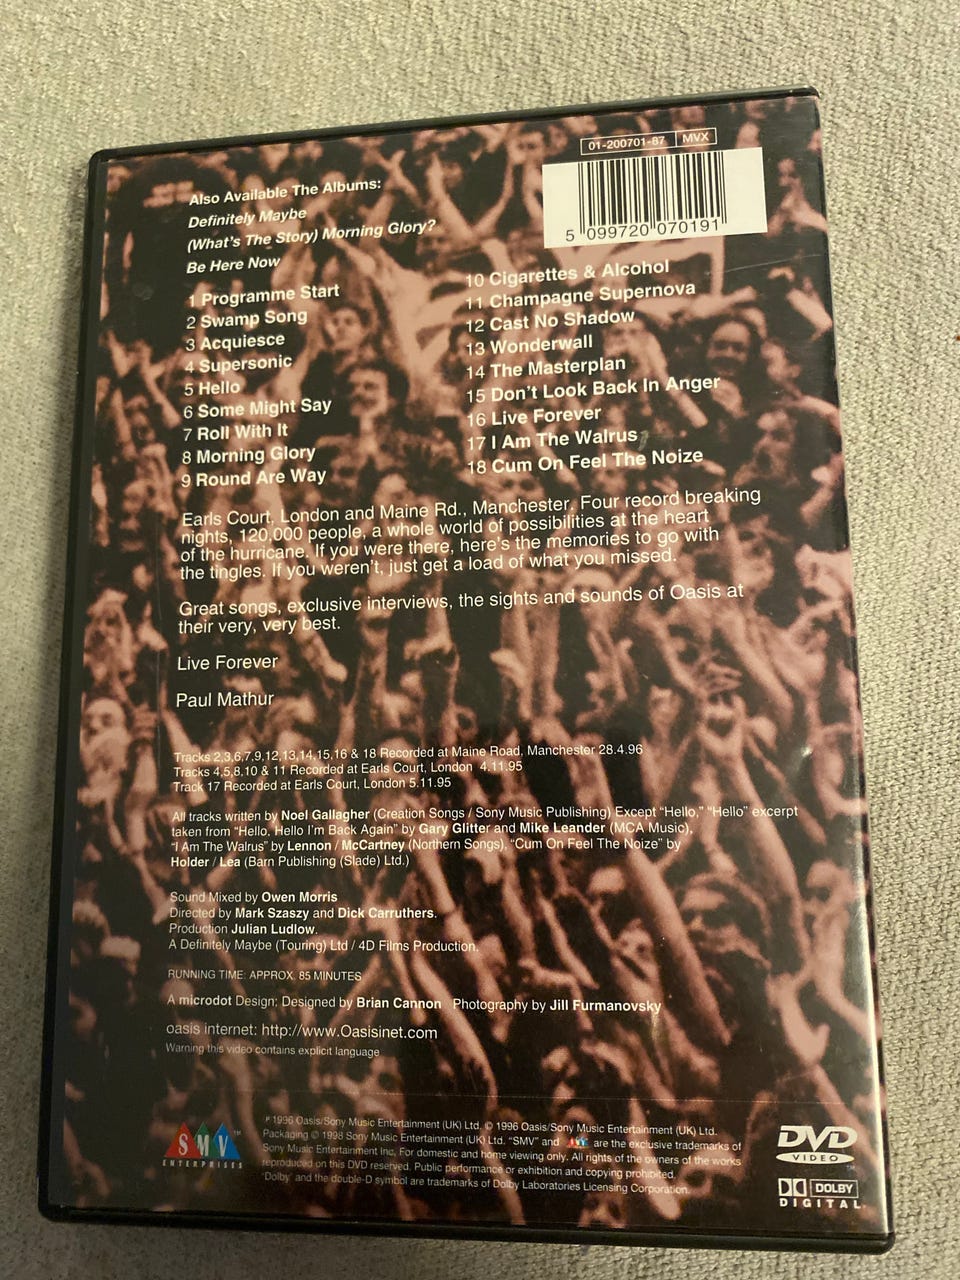 01-200701-87 MVX
5 099720 070191
Also Available The Albums:
Definitely Maybe
(What's The Story) Morning Glory?
Be Here Now
1 Programme Start
2 Swamp Song
3 Acquiesce
4 Supersonic
5 Hello
6 Some Might Say
7 Roll With It
8 Morning Glory
9 Round Are Way
10 Cigarettes & Alcohol
11 Champagne Supernova
12 Cast No Shadow
13 Wonderwall
14 The Masterplan
15 Don't Look Back In Anger
16 Live Forever
17 I Am The Walrus
18 Cum On Feel The Noize
Earls Court, London and Maine Rd., Manchester. Four record breaking
nights, 120,000 people, a whole world of possibilities at the heart
of the hurricane. If you were there, here's the memories to go with
the tingles. If you weren't, just get a load of what you missed.
Great songs, exclusive interviews, the sights and sounds of Oasis at
their very, very best.
Live Forever
Paul Mathur
Tracks 2,3,6,7,9,12,13,14,15,16 & 18 Recorded at Maine Road, Manchester 28.4.96
Tracks 4,5,8,10 & 11 Recorded at Earls Court, London 4.11.95
Track 17 Recorded at Earls Court, London 5.11.95
All tracks written by Noel Gallagher (Creation Songs / Sony Music Publishing) Except "Hello," "Hello" excerpt
taken from "Hello, Hello I'm Back Again" by Gary Glitter and Mike Leander (MCA Music),
"I Am The Walrus" by Lennon / McCartney (Northern Songs), "Cum On Feel The Noize" by
Holder / Lea (Barn Publishing (Slade) Ltd.)
Sound Mixed by Owen Morris
Directed by Mark Szaszy and Dick Carruthers.
Production Julian Ludlow.
A Definitely Maybe (Touring) Ltd / 4D Films Production.
RUNNING TIME: APPROX. 85 MINUTES
A microdot Design; Designed by Brian Cannon Photography by Jill Furmanovsky
oasis internet: http://www.Oasisinet.com
Warning this video contains explicit language
SMV™
ENTERPRISES
℗ 1996 Oasis/Sony Music Entertainment (UK) Ltd. © 1996 Oasis/Sony Music Entertainment (UK) Ltd.
Packaging © 1998 Sony Music Entertainment (UK) Ltd. "SMV" and SMV are the exclusive trademarks of
Sony Music Entertainment Inc, For domestic and home viewing only. All rights of the owners of the works
reproduced on this DVD reserved. Public performance or exhibition and copying prohibited.
"Dolby" and the double-D symbol are trademarks of Dolby Laboratories Licensing Corporation.
DVD
VIDEO™
DOLBY
DIGITAL